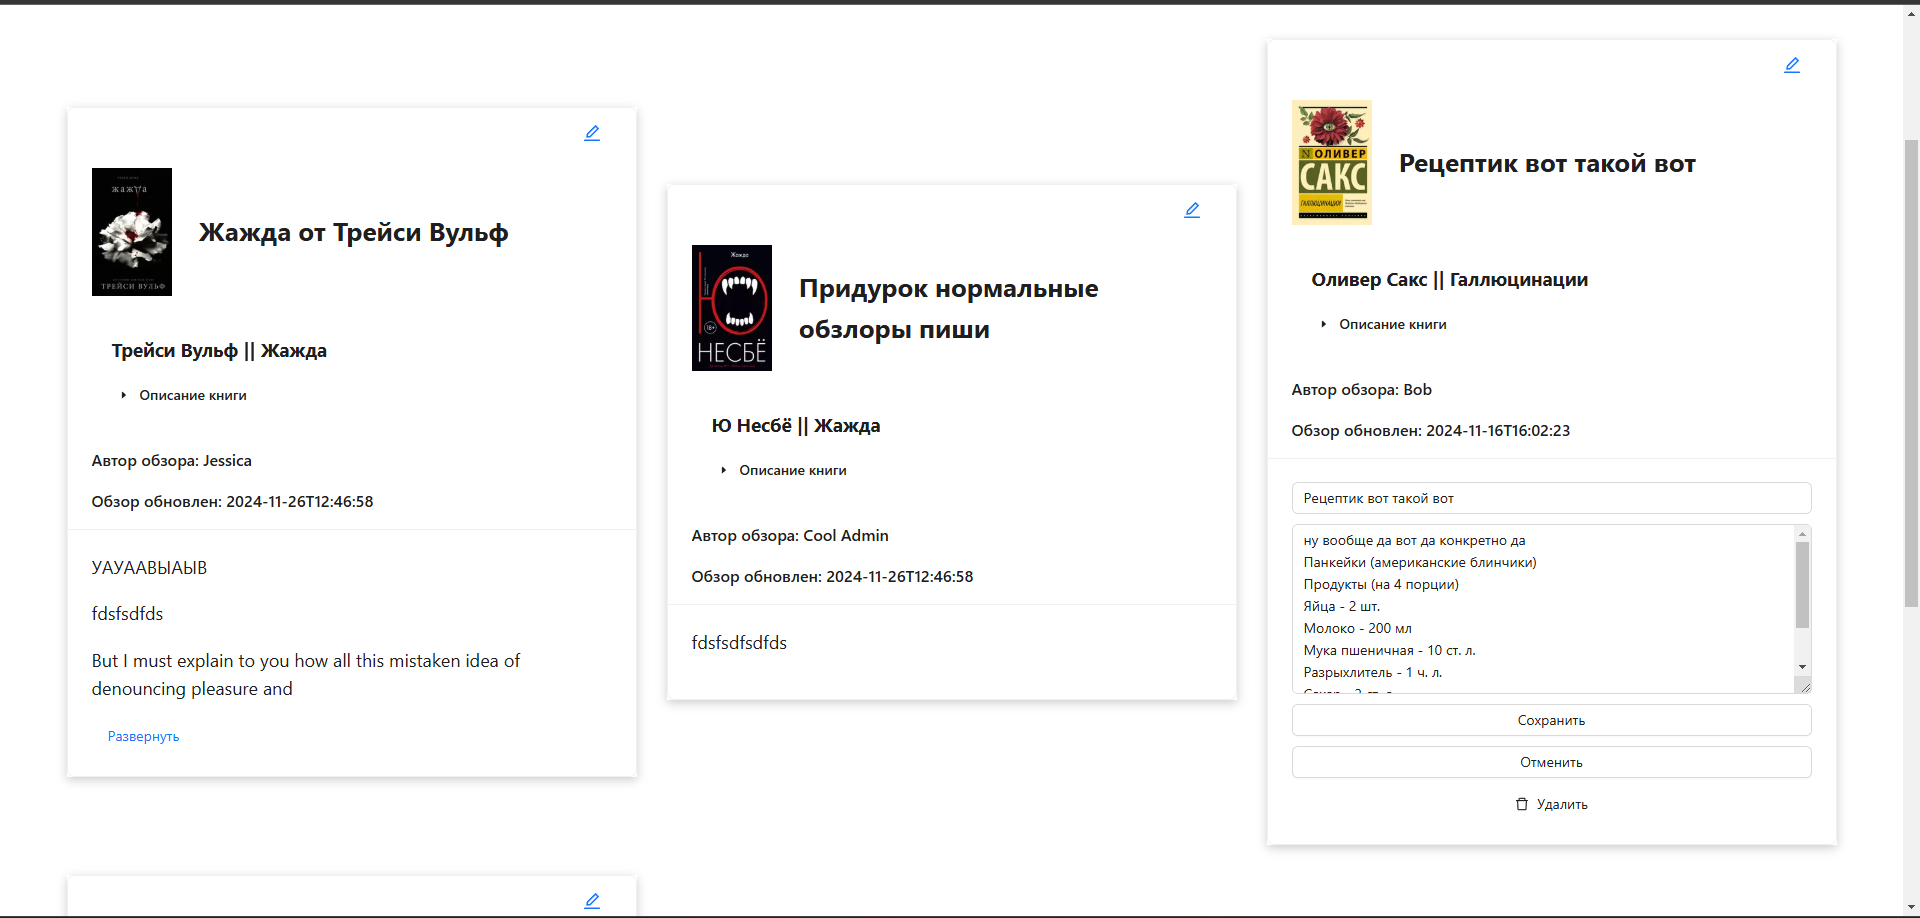 жажда
ТРЕЙСИ ВУЛЬФ
Жажда от Трейси Вульф
Трейси Вульф || Жажда
Описание книги
Автор обзора: Jessica
Обзор обновлен: 2024-11-26T12:46:58
УАУААВЫАЫВ
fdsfsdfds
But I must explain to you how all this mistaken idea of
denouncing pleasure and
Развернуть
Жажда
18+
НЕСБЁ
Придурок нормальные
обзлоры пиши
Ю Несбё || Жажда
Описание книги
Автор обзора: Cool Admin
Обзор обновлен: 2024-11-26T12:46:58
fdsfsdfsdfds
ОЛИВЕР
САКС
ГАЛЛЮЦИНАЦИИ
Рецептик вот такой вот
Оливер Сакс || Галлюцинации
Описание книги
Автор обзора: Bob
Обзор обновлен: 2024-11-16T16:02:23
Рецептик вот такой вот
ну вообще да вот да конкретно да
Панкейки (американские блинчики)
Продукты (на 4 порции)
Яйца - 2 шт.
Молоко - 200 мл
Мука пшеничная - 10 ст. л.
Разрыхлитель - 1 ч. л.
Сохранить
Отменить
Удалить